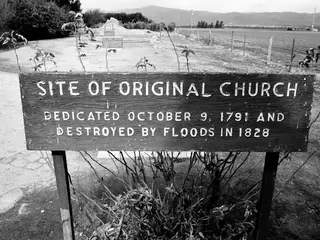 SITE OF ORIGINAL CHURCH
DEDICATED OCTOBER 9, 1791 AND
DESTROYED BY FLOODS IN 1828